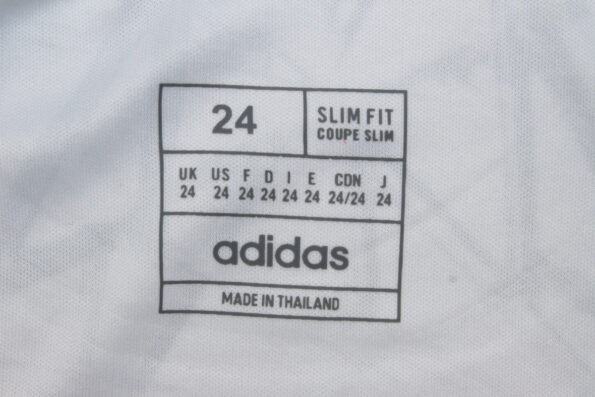 24
SLIM FIT
COUPE SLIM
UK US F D I E CDN J
24 24 24 24 24 24 24/24 24
adidas
MADE IN THAILAND